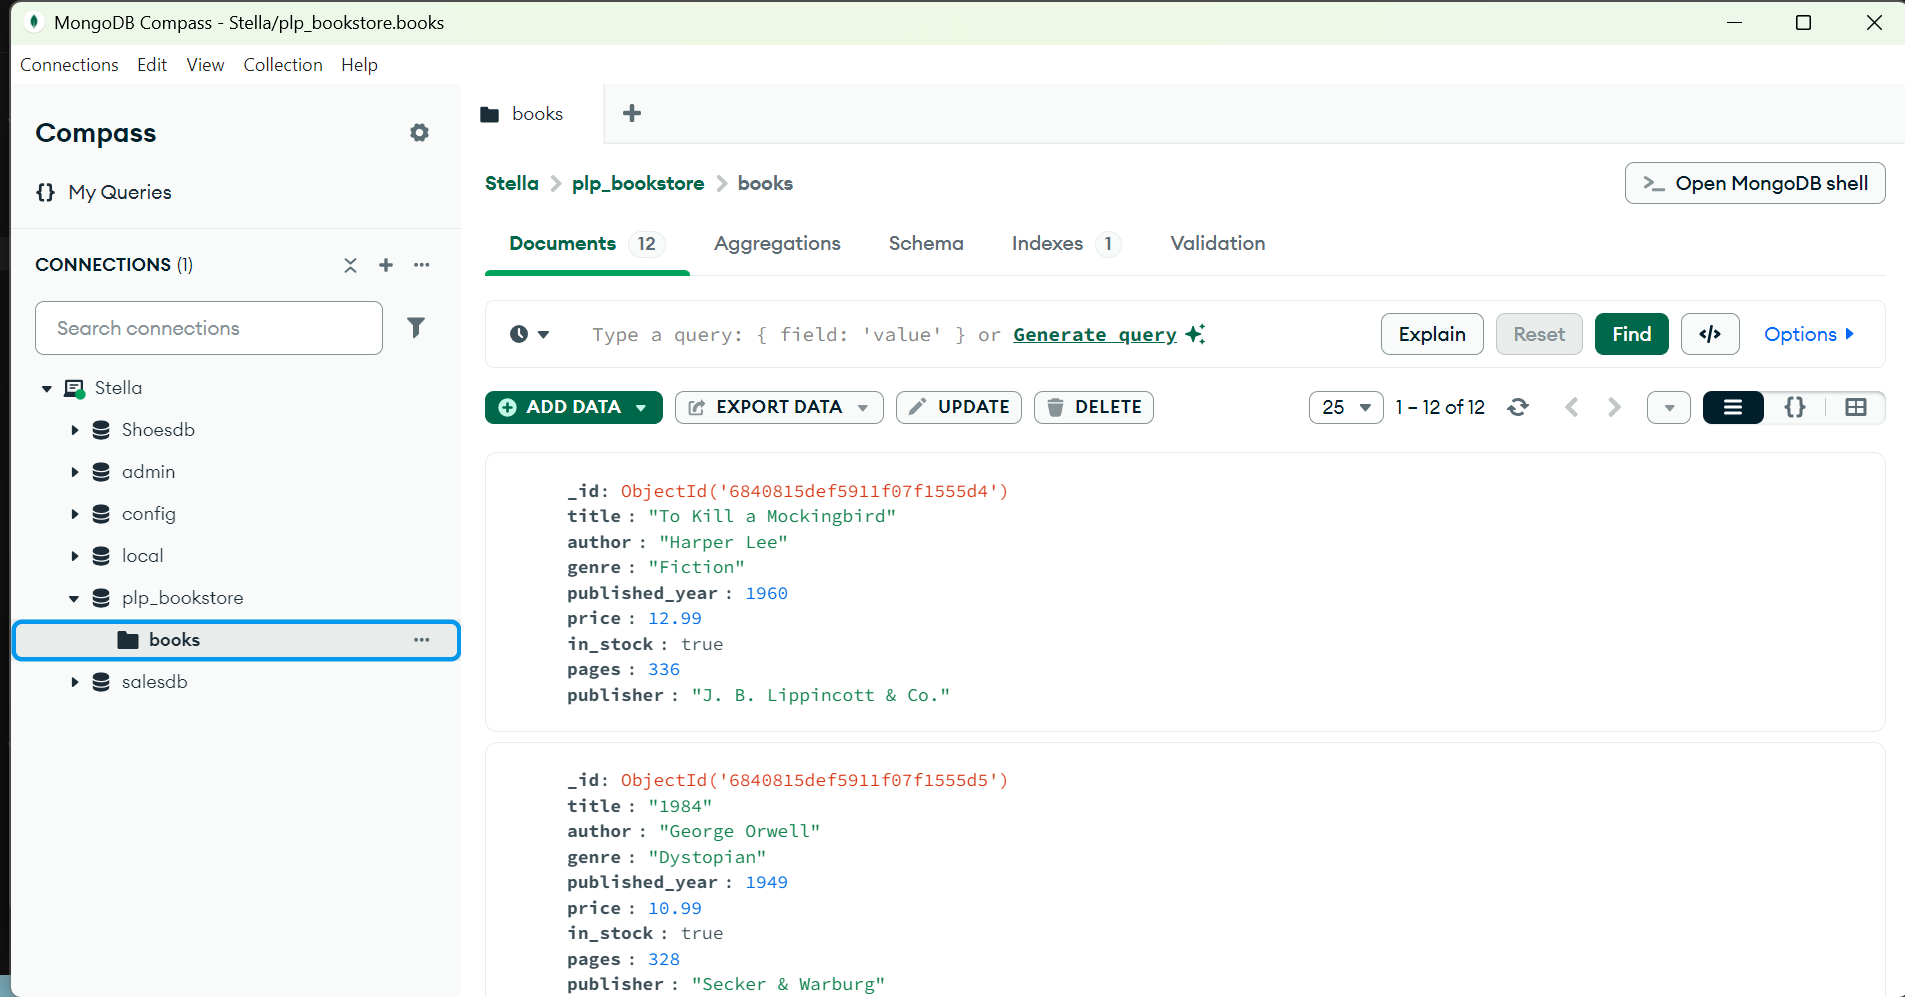 MongoDB Compass - Stella/plp_bookstore.books
Connections Edit View Collection Help
Compass
{} My Queries
CONNECTIONS (1)
Search connections
Stella
Shoesdb
admin
config
local
plp_bookstore
books
salesdb
books
Stella > plp_bookstore > books
>_ Open MongoDB shell
Documents 12 Aggregations Schema Indexes 1 Validation
Type a query: { field: 'value' } or Generate query
Explain Reset Find </> Options
ADD DATA EXPORT DATA UPDATE DELETE
25 1 – 12 of 12 {}
_id: ObjectId('6840815def5911f07f1555d4')
title : "To Kill a Mockingbird"
author : "Harper Lee"
genre : "Fiction"
published_year : 1960
price : 12.99
in_stock : true
pages : 336
publisher : "J. B. Lippincott & Co."
_id: ObjectId('6840815def5911f07f1555d5')
title : "1984"
author : "George Orwell"
genre : "Dystopian"
published_year : 1949
price : 10.99
in_stock : true
pages : 328
publisher : "Secker & Warburg"